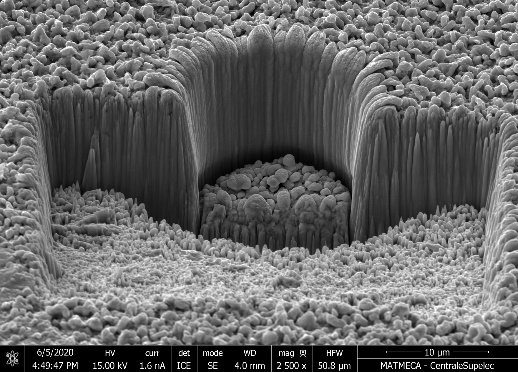 6/5/2020 HV curr det mode WD mag HFW 10 µm
4:49:47 PM 15.00 kV 1.6 nA ICE SE 4.0 mm 2 500 x 50.8 µm MATMECA - CentraleSupelec